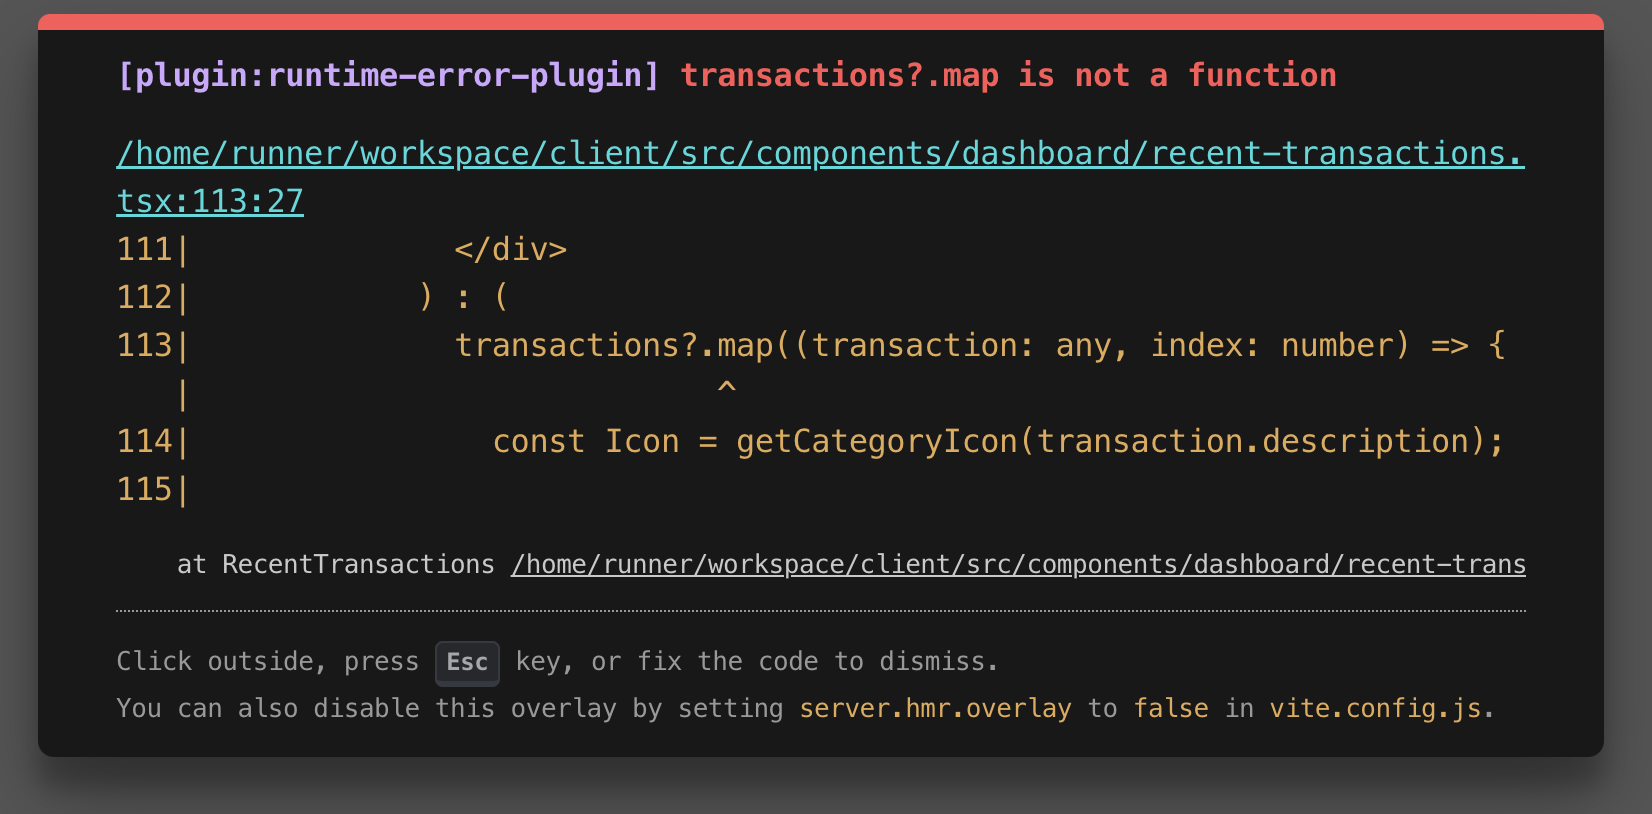 [plugin:runtime-error-plugin] transactions?.map is not a function
/home/runner/workspace/client/src/components/dashboard/recent-transactions.
tsx:113:27
111|              </div>
112|            ) : (
113|              transactions?.map((transaction: any, index: number) => {
   |                            ^
114|                const Icon = getCategoryIcon(transaction.description);
115|
at RecentTransactions /home/runner/workspace/client/src/components/dashboard/recent-trans
Click outside, press Esc key, or fix the code to dismiss.
You can also disable this overlay by setting server.hmr.overlay to false in vite.config.js.